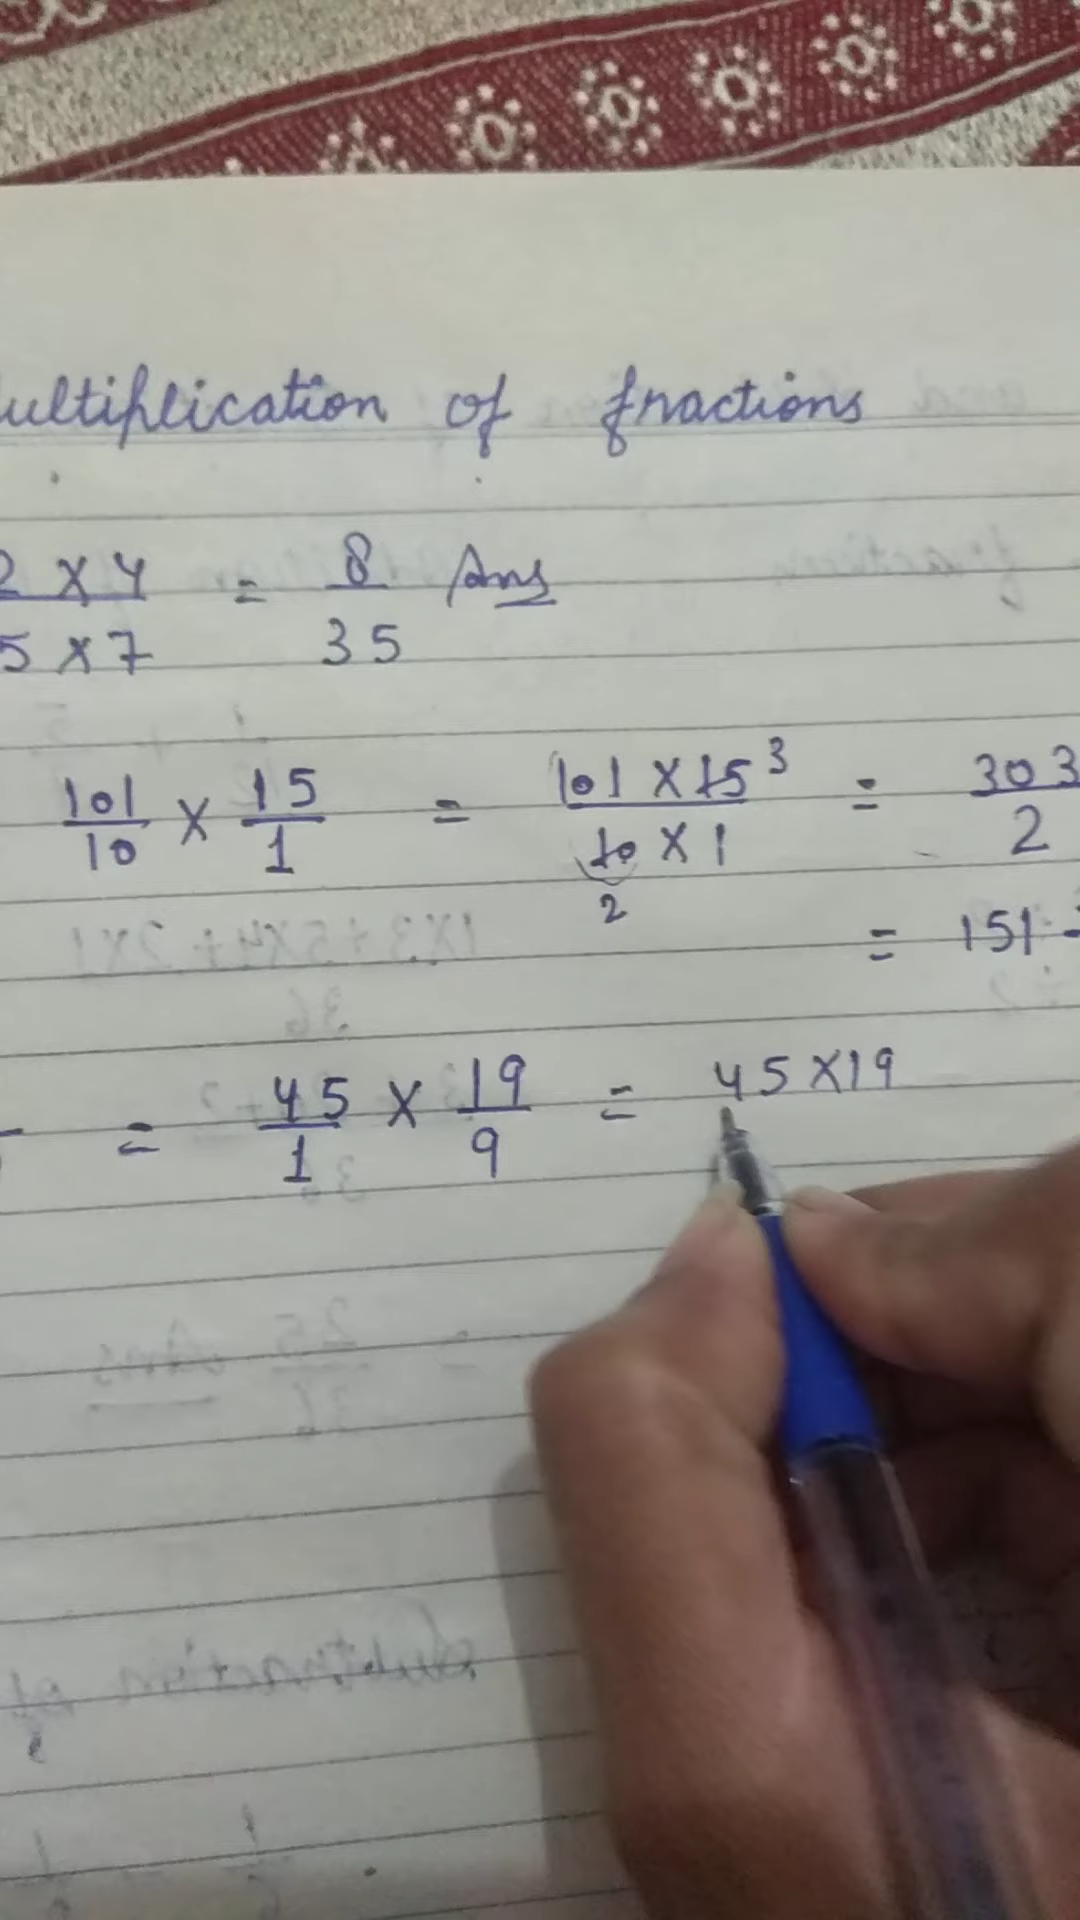 ultiplication of fractions
2 X 4 = 8 Ans
5 X 7 35
101 X 15 = 101 X 15 3 = 303
10 1 10 X 1 2
2
= 151
= 45 X 19 = 45 X 19
1 9